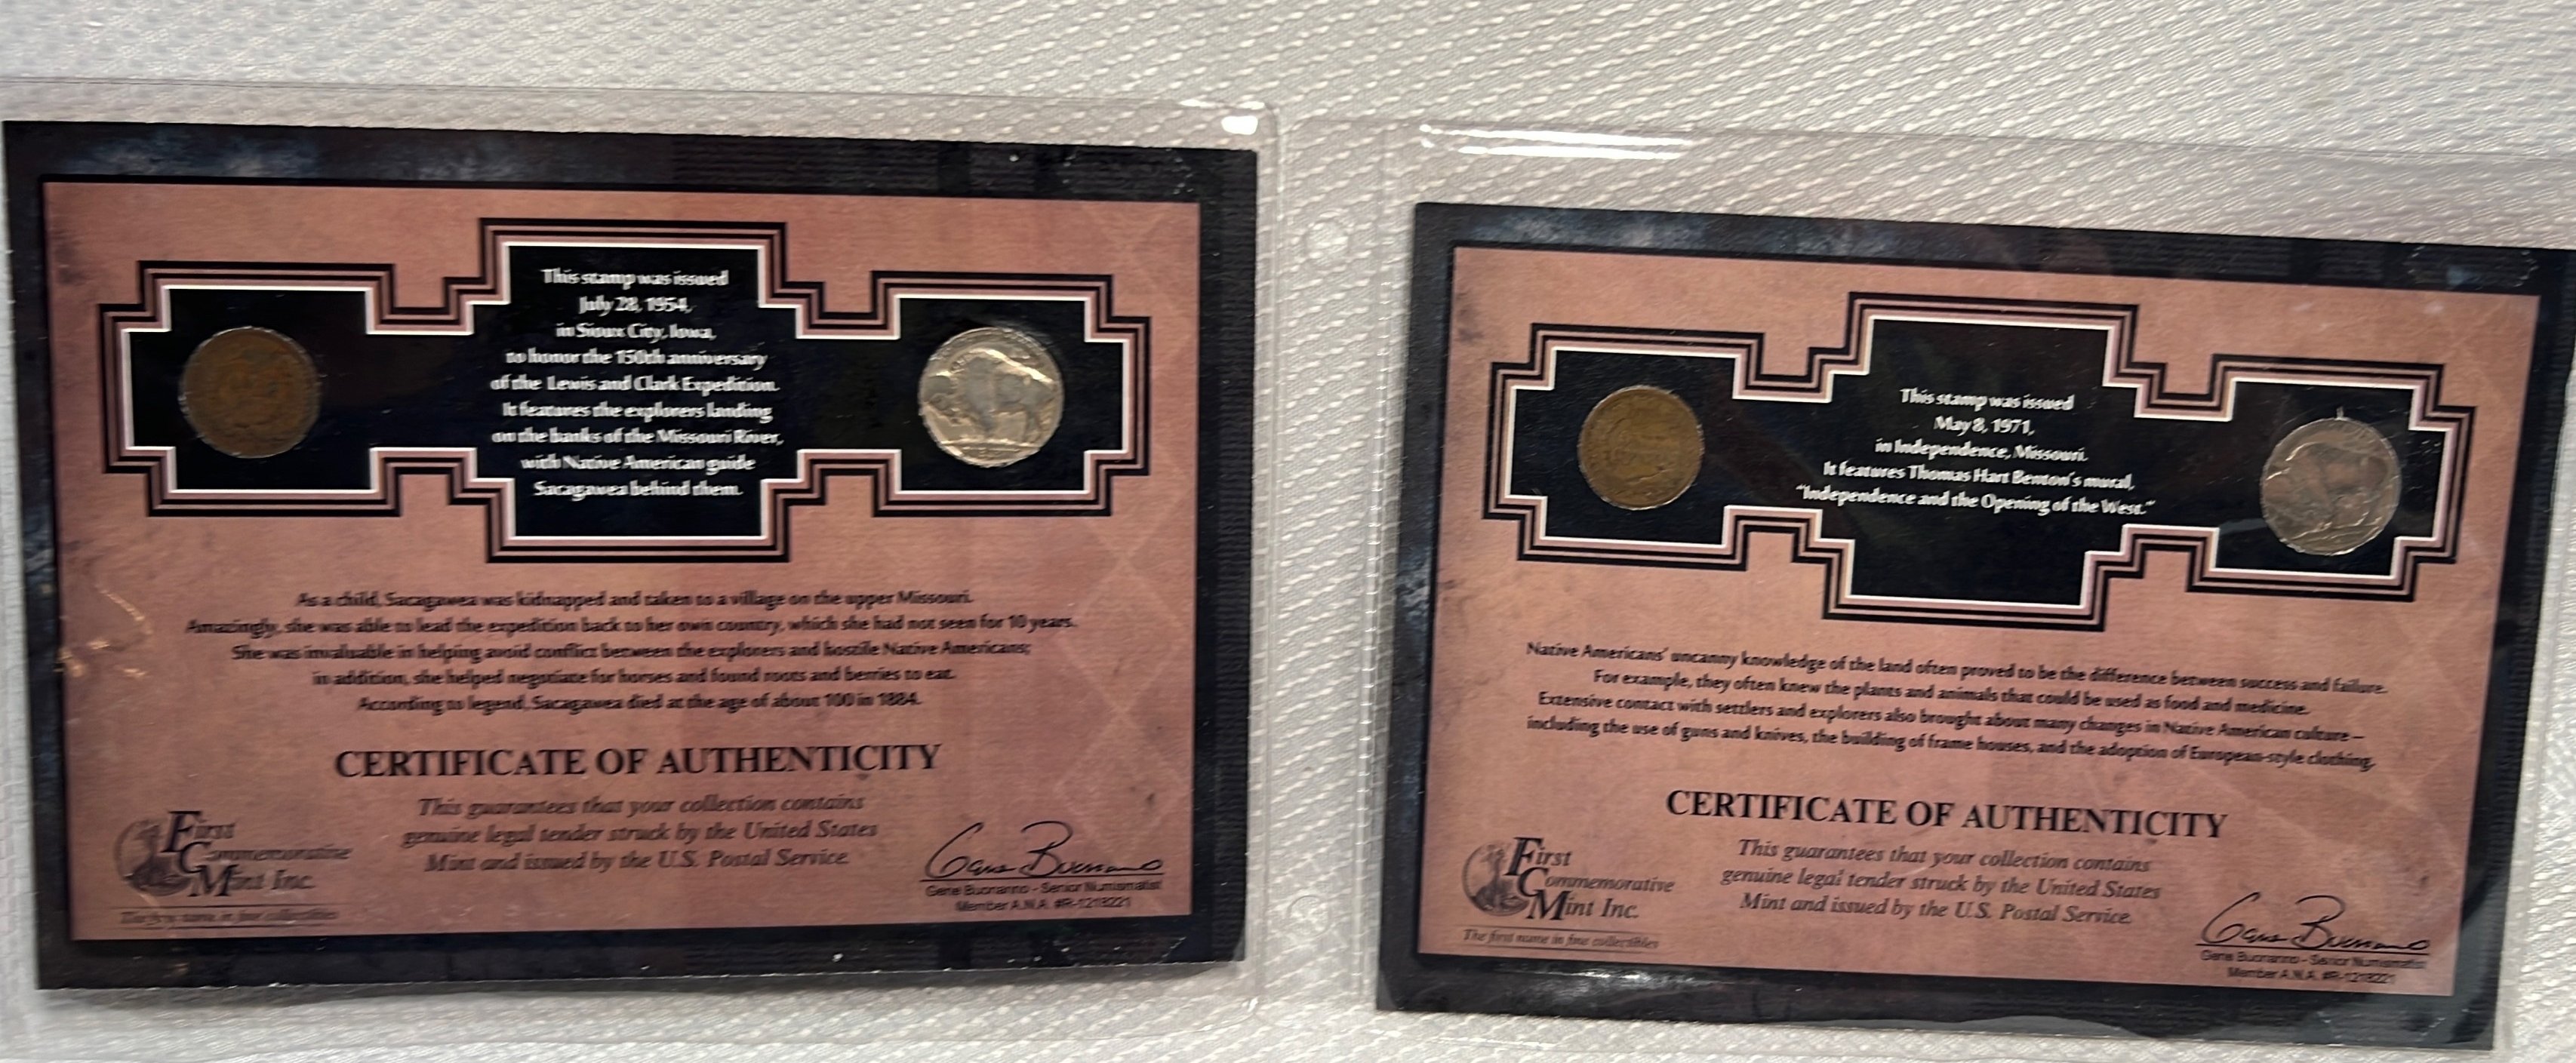 This stamp was issued
July 28, 1954,
in Sioux City, Iowa,
to honor the 150th anniversary
of the Lewis and Clark Expedition.
It features the explorers landing
on the banks of the Missouri River,
with Native American guide
Sacagawea behind them.
As a child, Sacagawea was kidnapped and taken to a village on the upper Missouri.
Amazingly, she was able to lead the expedition back to her own country, which she had not seen for 10 years.
She was invaluable in helping avoid conflict between the explorers and hostile Native Americans;
in addition, she helped negotiate for horses and found roots and berries to eat.
According to legend, Sacagawea died at the age of about 100 in 1884.
CERTIFICATE OF AUTHENTICITY
This guarantees that your collection contains
genuine legal tender struck by the United States
Mint and issued by the U.S. Postal Service.
First
Commemorative
Mint Inc.
The first name in fine collectibles
Gene Buonanno - Senior Numismatist
Member A.N.A. #R-1218221
This stamp was issued
May 8, 1971,
in Independence, Missouri.
It features Thomas Hart Benton's mural,
"Independence and the Opening of the West."
Native Americans' uncanny knowledge of the land often proved to be the difference between success and failure.
For example, they often knew the plants and animals that could be used as food and medicine.
Extensive contact with settlers and explorers also brought about many changes in Native American culture —
including the use of guns and knives, the building of frame houses, and the adoption of European-style clothing.
CERTIFICATE OF AUTHENTICITY
This guarantees that your collection contains
genuine legal tender struck by the United States
Mint and issued by the U.S. Postal Service.
First
Commemorative
Mint Inc.
The first name in fine collectibles
Gene Buonanno - Senior Numismatist
Member A.N.A. #R-1218221